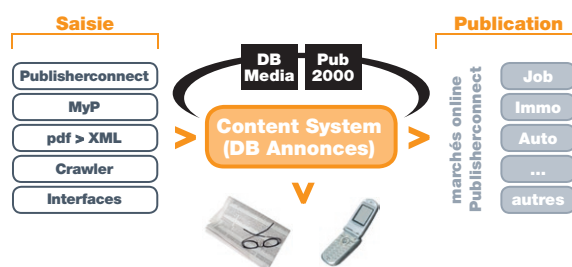 Saisie
Publisherconnect
MyP
pdf > XML
Crawler
Interfaces
DB
Media
Pub
2000
Content System
(DB Annonces)
Publication
marchés online
Publisherconnect
Job
Immo
Auto
...
autres